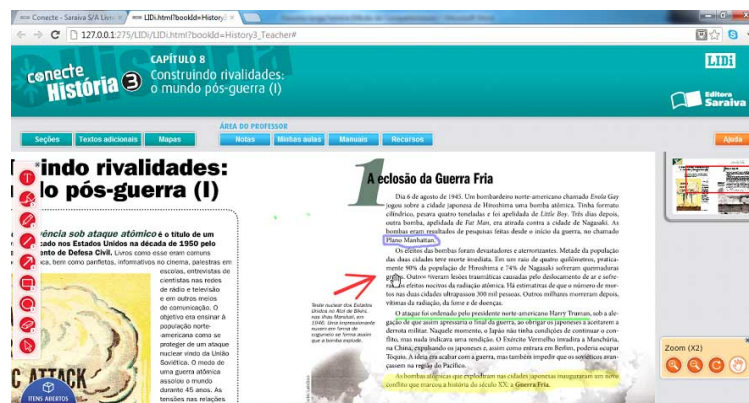 Conecte - Saraiva S/A Livre
LIDi.html?bookId=History3
127.0.0.1:275/LIDi/LIDi.html?bookId=History3_Teacher#
conecte
História 3
CAPÍTULO 8
Construindo rivalidades:
o mundo pós-guerra (I)
LIDi
Editora
Saraiva
ÁREA DO PROFESSOR
Seções
Textos adicionais
Mapas
Notas
Minhas aulas
Manuais
Recursos
Ajuda
indo rivalidades:
lo pós-guerra (I)
vência sob ataque atômico é o título de um
cado nos Estados Unidos na década de 1950 pelo
ento de Defesa Civil. Livros como esse eram comuns
ca, bem como panfletos, informativos no cinema, palestras em
escolas, entrevistas de
cientistas nas redes
de rádio e televisão
e em outros meios
de comunicação. O
objetivo era ensinar à
população norte-
americana como se
proteger de um ataque
nuclear vindo da União
Soviética. O medo de
uma guerra atômica
assolou o mundo
durante 45 anos. As
tensões nas relações
C ATTACK
ITENS ABERTOS
1
A eclosão da Guerra Fria
Dia 6 de agosto de 1945. Um bombardeiro norte-americano chamado Enola Gay
jogou sobre a cidade japonesa de Hiroshima uma bomba atômica. Tinha formato
cilíndrico, pesava quatro toneladas e foi apelidada de Little Boy. Três dias depois,
outra bomba, apelidada de Fat Man, era atirada contra a cidade de Nagasaki. As
bombas eram resultados de pesquisas feitas desde o início da guerra, no chamado
Plano Manhattan.
Os efeitos das bombas foram devastadores e aterrorizantes. Metade da população
das duas cidades teve morte imediata. Em um raio de quatro quilômetros, pratica-
mente 90% da população de Hiroshima e 74% de Nagasaki sofreram queimaduras
Outros tiveram lesões traumáticas causadas pelo deslocamento de ar e sofre-
os efeitos nocivos da radiação atômica. Há estimativas de que o número de mor-
tos nas duas cidades ultrapassou 300 mil pessoas. Outros milhares morreram depois,
vítimas da radiação, da fome e de doenças.
O ataque foi ordenado pelo presidente norte-americano Harry Truman, sob a ale-
gação de que assim apressaria o final da guerra, ao obrigar os japoneses a aceitarem a
derrota militar. Naquele momento, o Japão não tinha condições de continuar o con-
flito, mas nada indicara uma rendição. O Exército Vermelho invadira a Manchúria,
na China, expulsando os japoneses e, assim como entrara em Berlim, poderia ocupar
Tóquio. A ideia era acabar com a guerra, mas também impedir que os soviéticos avan-
çassem na região do Pacífico.
As bombas atômicas que explodiram nas cidades japonesas inauguraram um novo
conflito que marcou a história do século XX: a Guerra Fria.
Teste nuclear dos Estados
Unidos no Atol de Bikini,
nas Ilhas Marshall, em
1946. Uma impressionante
nuvem em forma de
cogumelo se forma assim
que a bomba explode.
Zoom (X2)